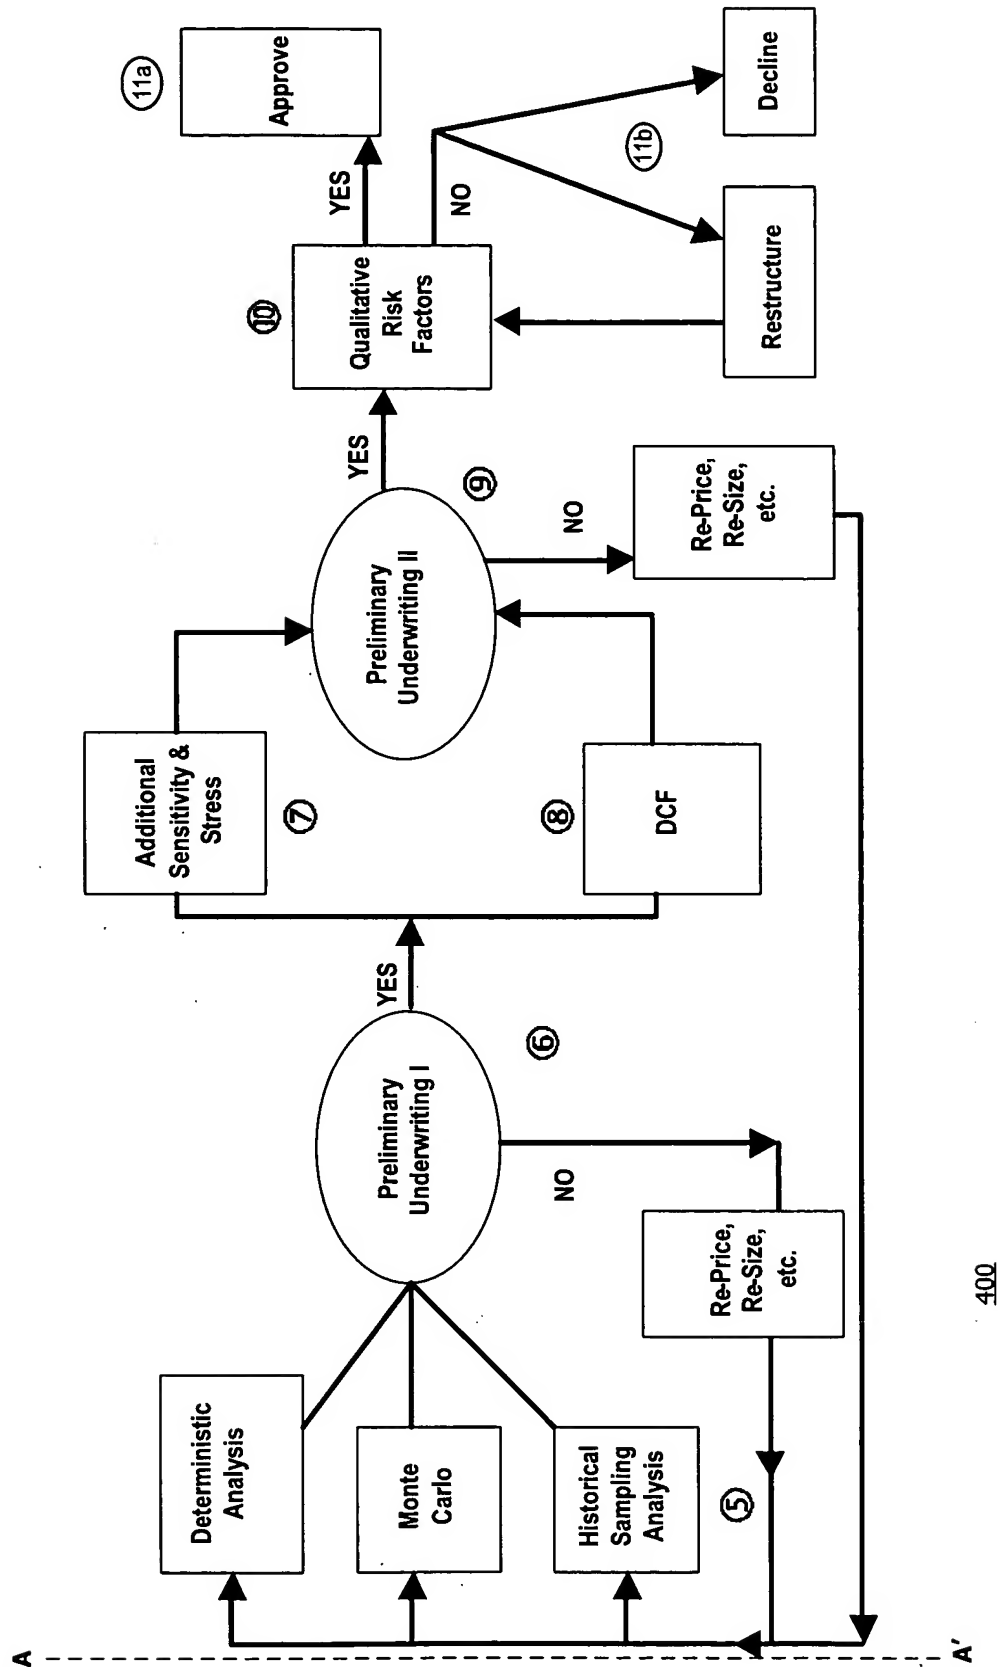 A
A'
Deterministic
Analysis
Monte
Carlo
Historical
Sampling
Analysis
5
Preliminary
Underwriting I
6
YES
NO
Re-Price,
Re-Size,
etc.
Additional
Sensitivity &
Stress
7
8
DCF
Preliminary
Underwriting II
9
YES
NO
Re-Price,
Re-Size,
etc.
10
Qualitative
Risk
Factors
YES
NO
11a
Approve
11b
Restructure
Decline
400